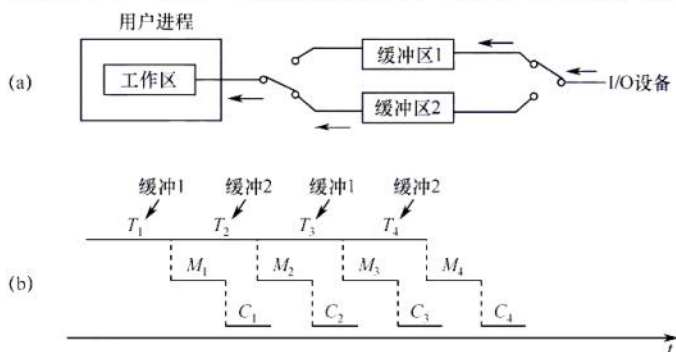 用户进程
(a)
工作区
缓冲区1
缓冲区2
I/O设备
缓冲1 缓冲2 缓冲1 缓冲2
T₁ T₂ T₃ T₄
(b)
M₁ M₂ M₃ M₄
C₁ C₂ C₃ C₄
t